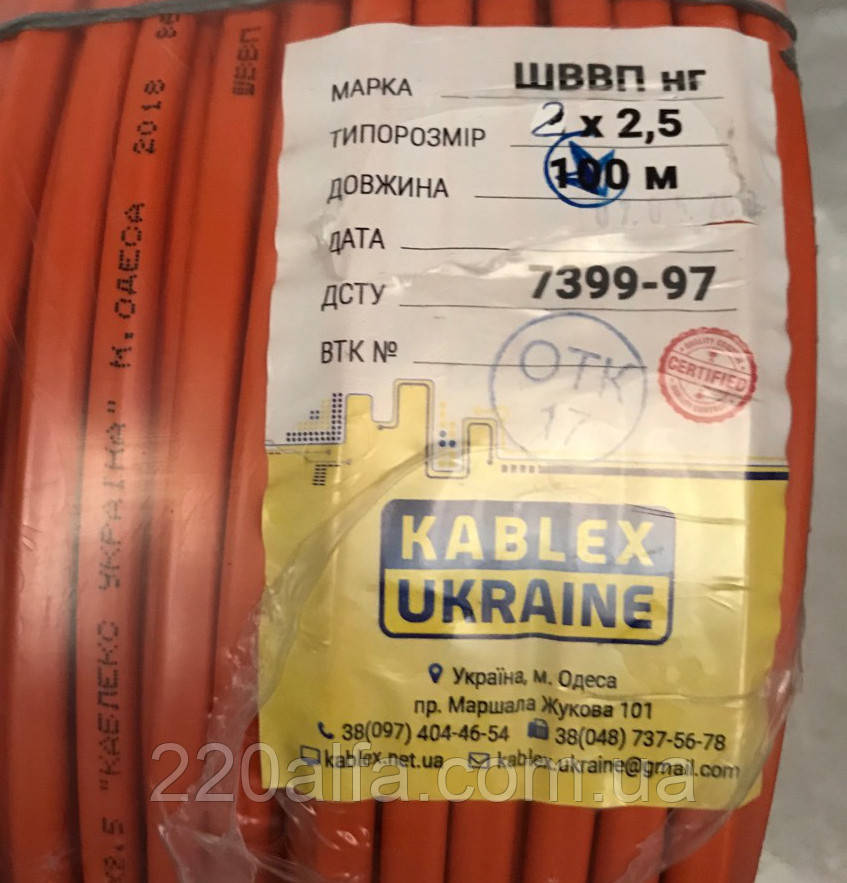 МАРКА ШВВП нг
ТИПОРОЗМІР 2 х 2,5
ДОВЖИНА 100 м
ДАТА
ДСТУ 7399-97
ВТК №
ОТК
17
QUALITY CONTROL
CERTIFIED
KABLEX
UKRAINE
Україна, м. Одеса
пр. Маршала Жукова 101
38(097) 404-46-54 38(048) 737-56-78
kablex.net.ua kablex.ukraine@gmail.com
220alfa.com.ua
"КАБЛЕКС УКРАЇНА" М.ОДЕСА 2018
ШВВП